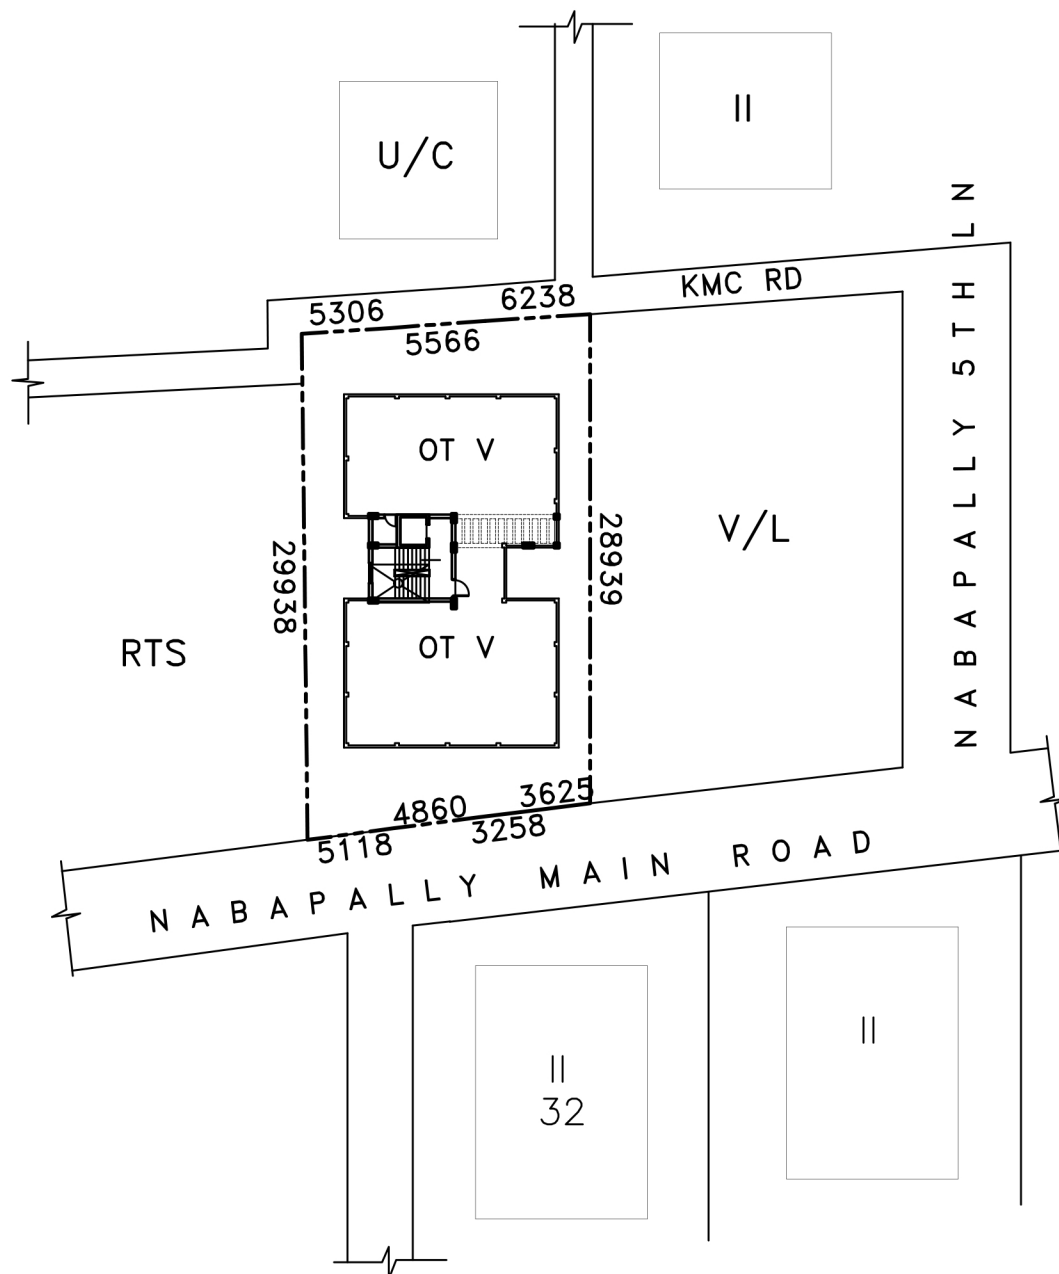 U/C
II
KMC RD
5306
6238
5566
NABAPALLY 5TH LN
OT V
V/L
29938
28939
RTS
OT V
3625
4860
3258
5118
NABAPALLY MAIN ROAD
II
II
32